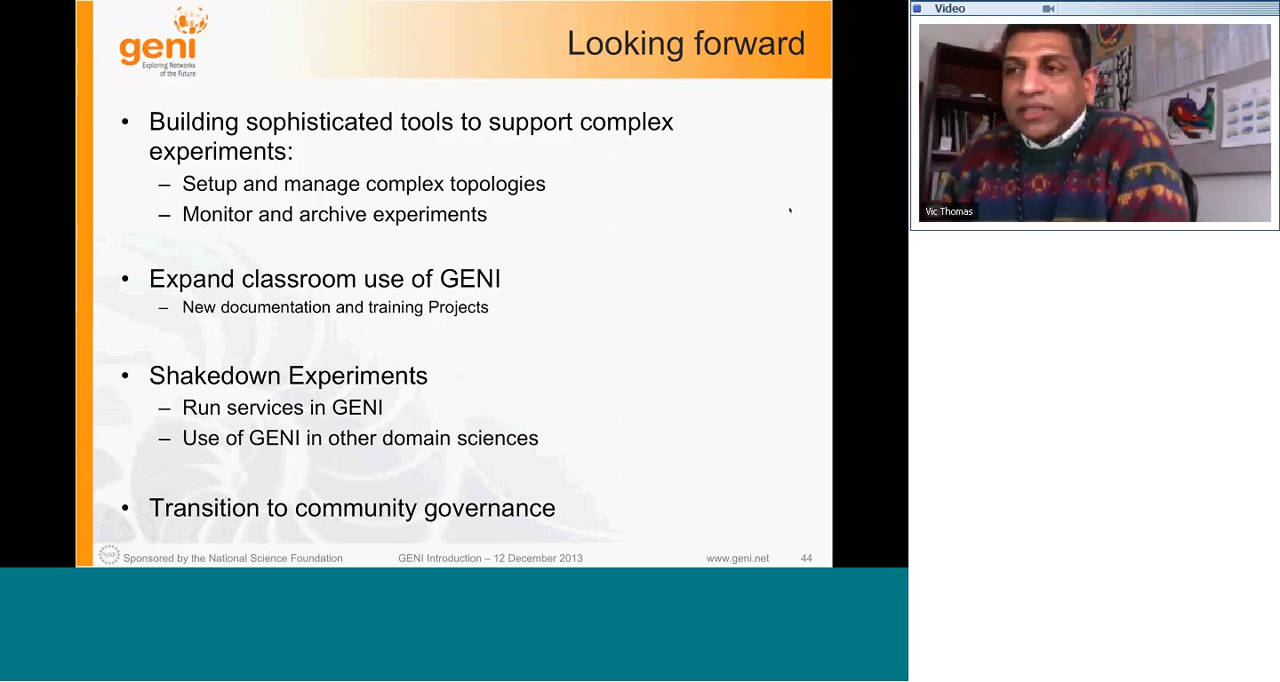 geni
Exploring Networks
of the Future
Looking forward
• Building sophisticated tools to support complex
experiments:
– Setup and manage complex topologies
– Monitor and archive experiments
• Expand classroom use of GENI
– New documentation and training Projects
• Shakedown Experiments
– Run services in GENI
– Use of GENI in other domain sciences
• Transition to community governance
Sponsored by the National Science Foundation
GENI Introduction – 12 December 2013
www.geni.net
44
Video
Vic Thomas